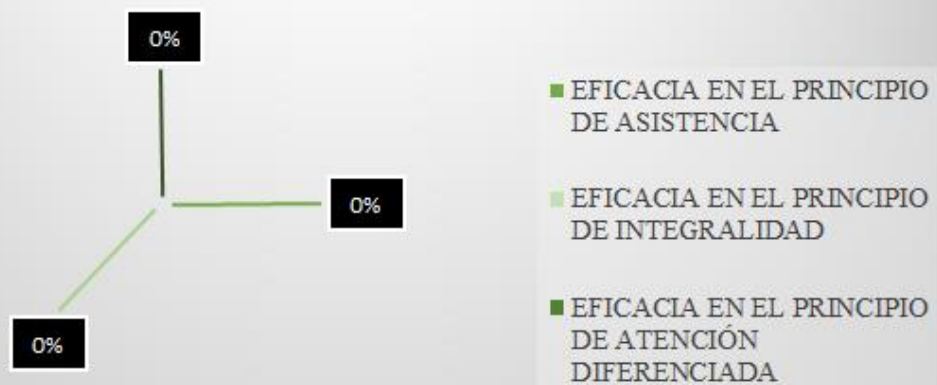 0%
0%
0%
EFICACIA EN EL PRINCIPIO
DE ASISTENCIA
EFICACIA EN EL PRINCIPIO
DE INTEGRALIDAD
EFICACIA EN EL PRINCIPIO
DE ATENCIÓN
DIFERENCIADA